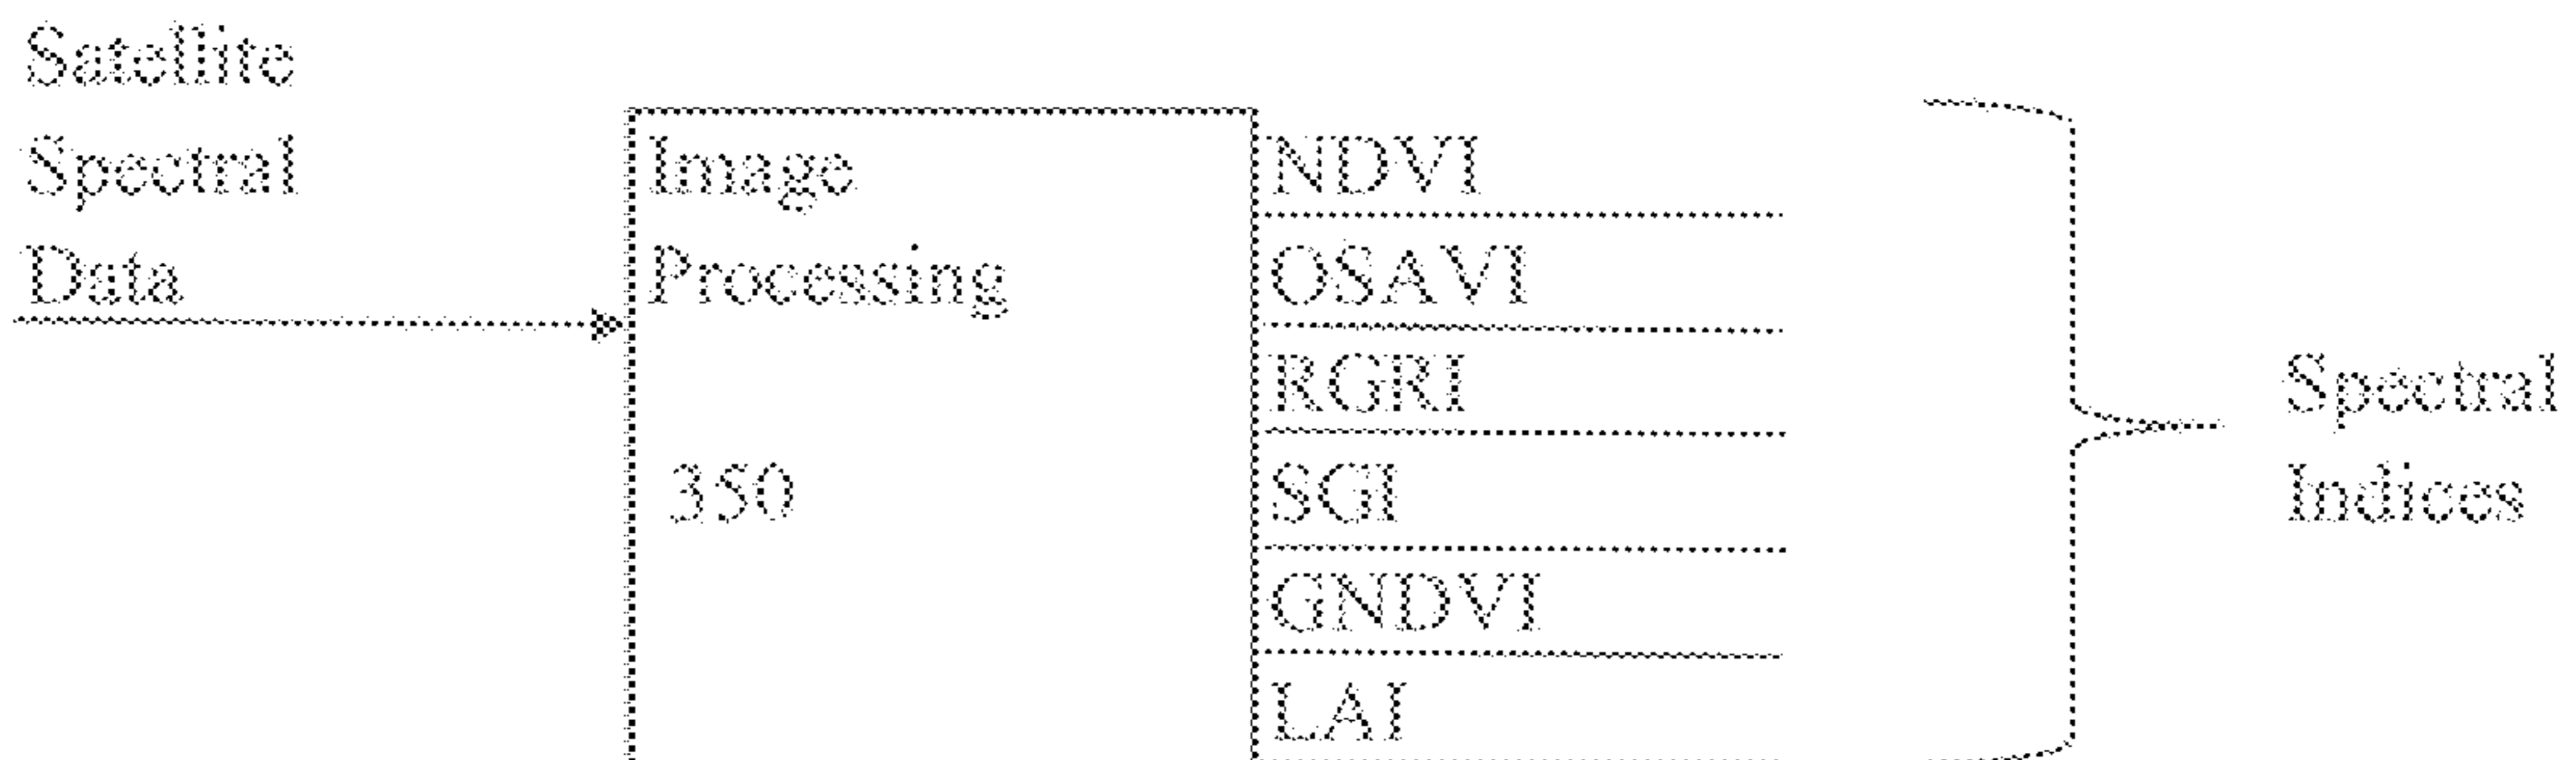 Satellite
Spectral
Data
Image
Processing
350
NDVI
OSAVI
RGRI
SGI
GNDVI
LAI
Spectral
Indices